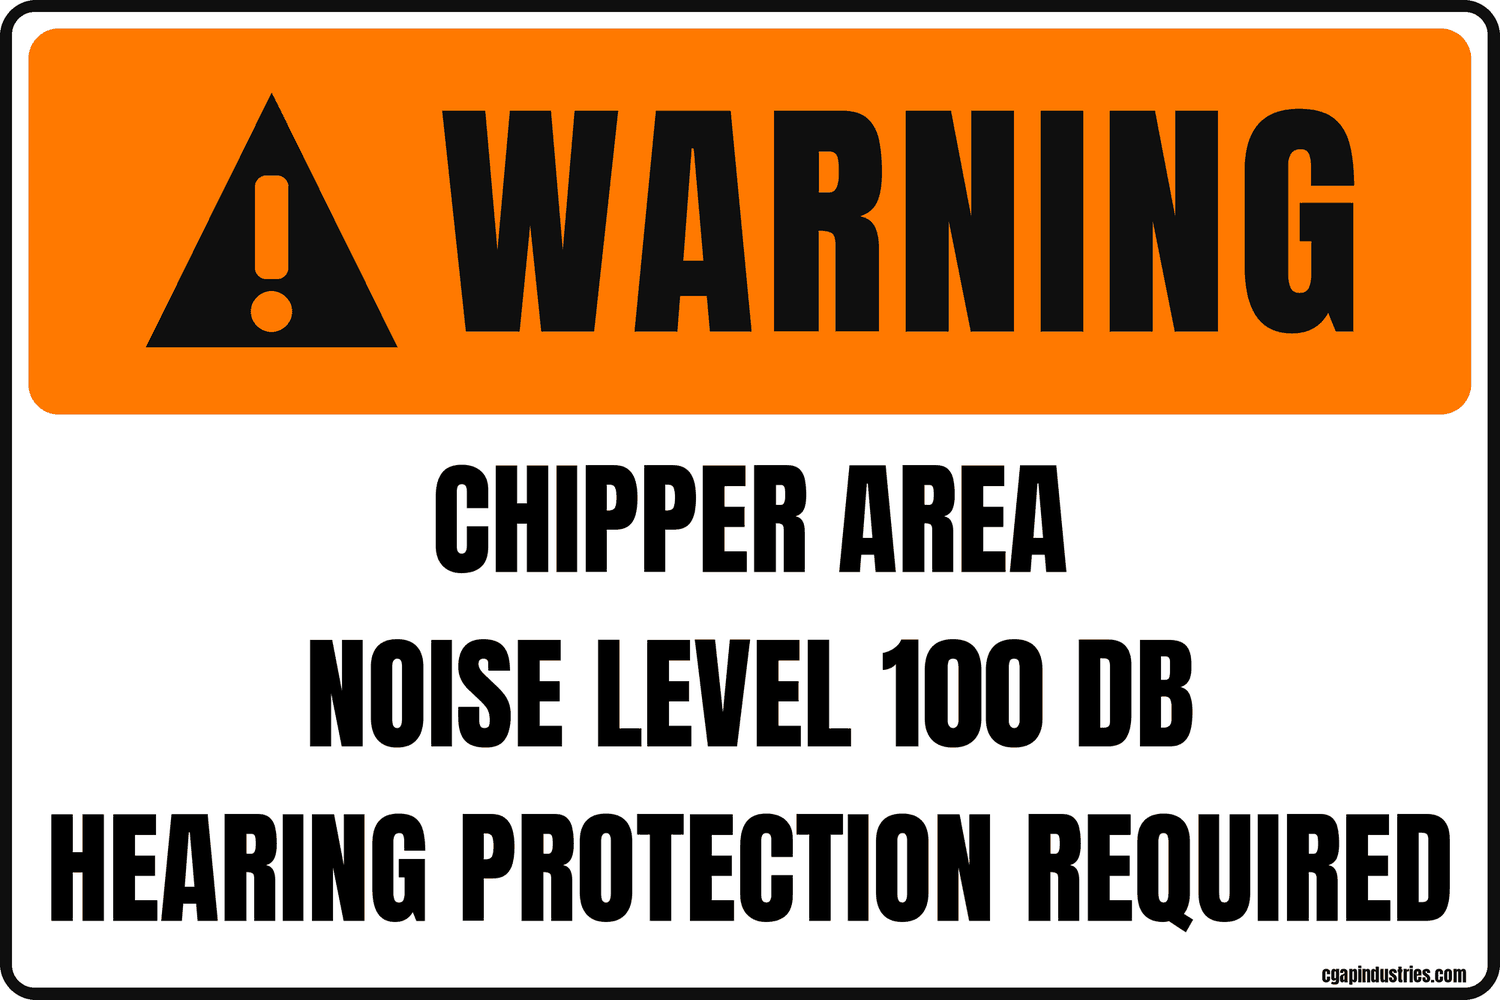 WARNING
CHIPPER AREA
NOISE LEVEL 100 DB
HEARING PROTECTION REQUIRED
cgapindustries.com